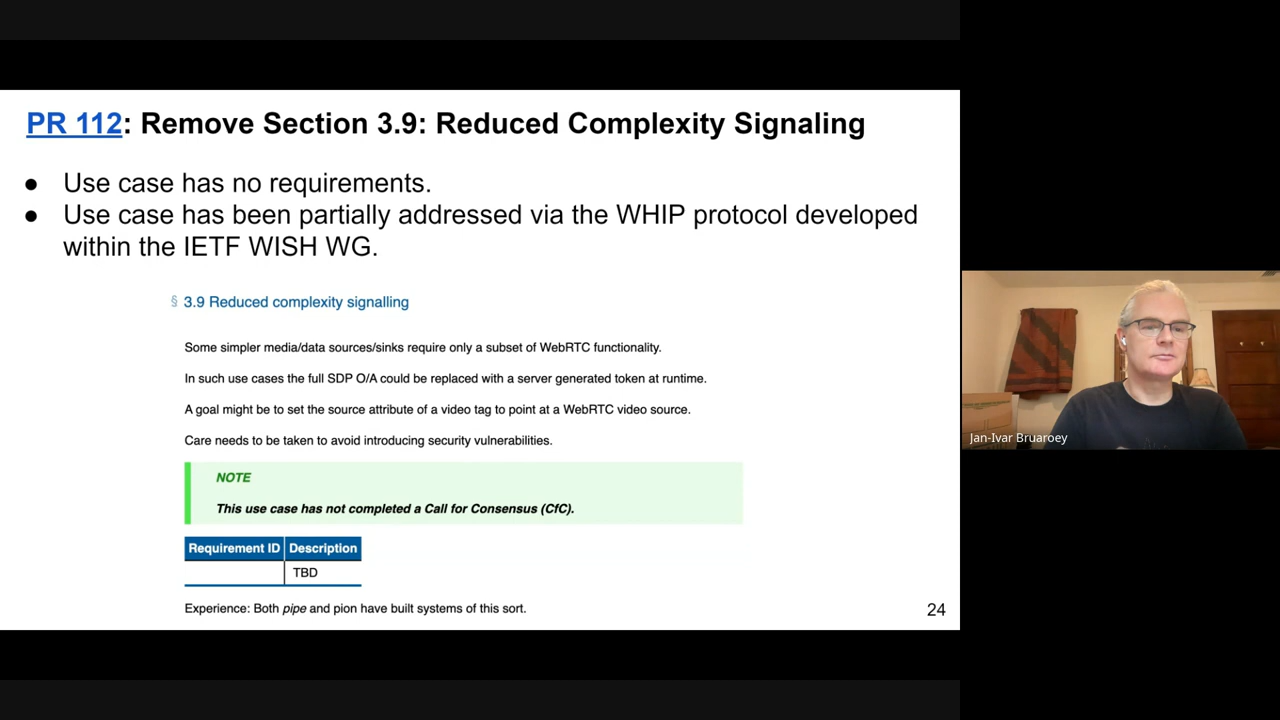 PR 112: Remove Section 3.9: Reduced Complexity Signaling
● Use case has no requirements.
● Use case has been partially addressed via the WHIP protocol developed
within the IETF WISH WG.
§ 3.9 Reduced complexity signalling
Some simpler media/data sources/sinks require only a subset of WebRTC functionality.
In such use cases the full SDP O/A could be replaced with a server generated token at runtime.
A goal might be to set the source attribute of a video tag to point at a WebRTC video source.
Care needs to be taken to avoid introducing security vulnerabilities.
NOTE
This use case has not completed a Call for Consensus (CfC).
Requirement ID Description
TBD
Experience: Both pipe and pion have built systems of this sort.
24
Jan-Ivar Bruaroey